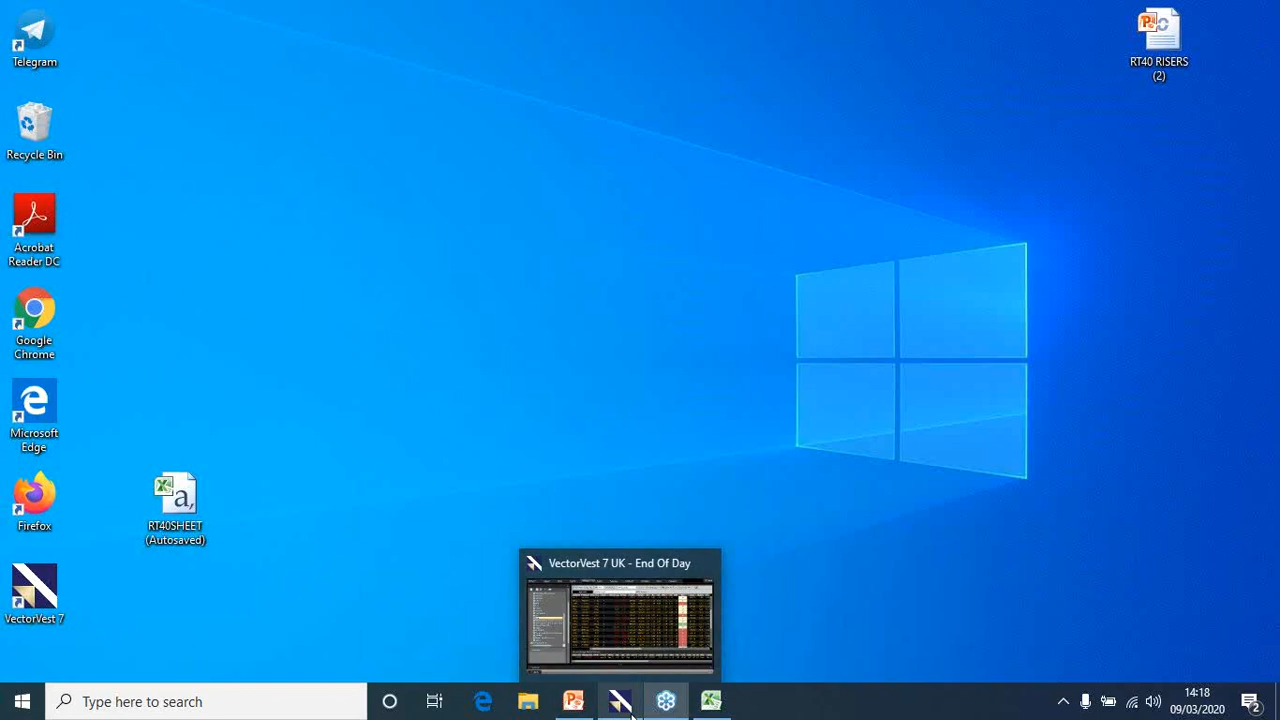 Telegram
Recycle Bin
Acrobat
Reader DC
Google
Chrome
Microsoft
Edge
Firefox
VectorVest 7
RT40SHEET
(Autosaved)
RT40 RISERS
(2)
VectorVest 7 UK - End Of Day
Type here to search
14:18
09/03/2020
2